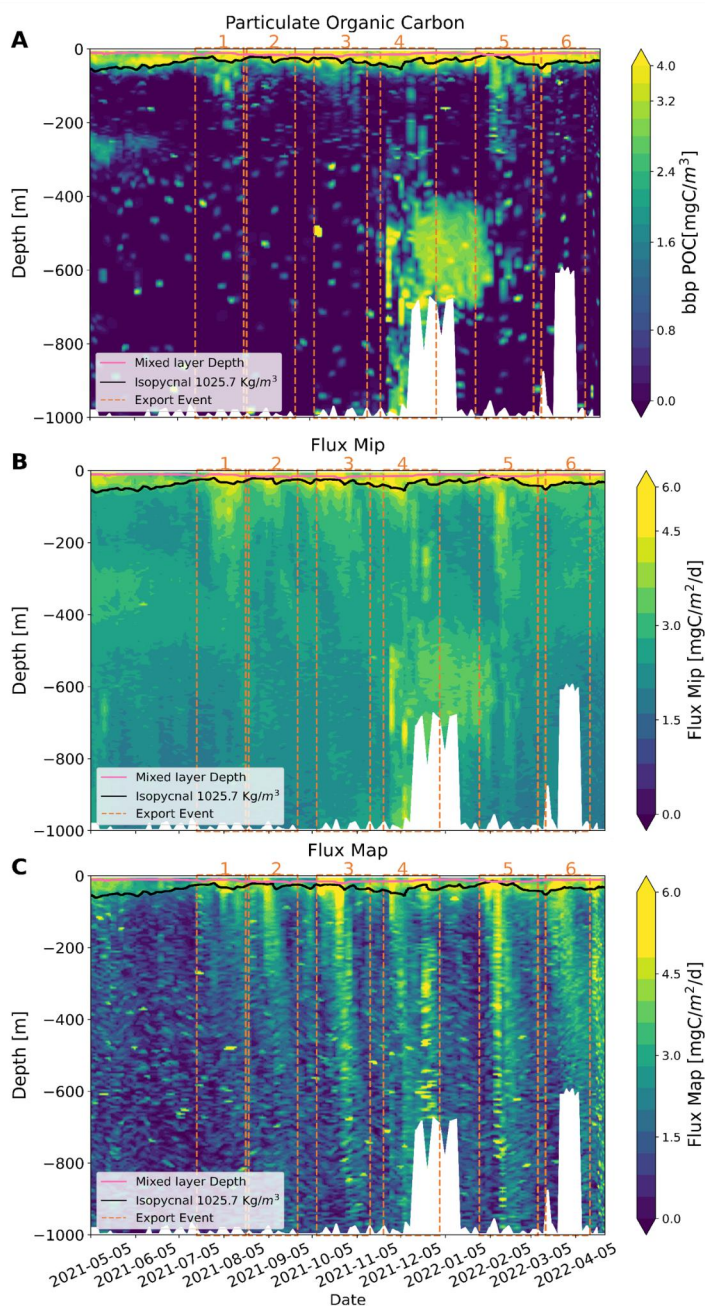 Particulate Organic Carbon
A
1 2 3 4 5 6
0
−200
−400
−600
−800
−1000
Depth [m]
Mixed layer Depth
Isopycnal 1025.7 Kg/m³
Export Event
4.0
3.2
2.4
1.6
0.8
0.0
bbp POC[mgC/m³]
Flux Mip
B
1 2 3 4 5 6
0
−200
−400
−600
−800
−1000
Depth [m]
Mixed layer Depth
Isopycnal 1025.7 Kg/m³
Export Event
6.0
4.5
3.0
1.5
0.0
Flux Mip [mgC/m²/d]
Flux Map
C
1 2 3 4 5 6
0
−200
−400
−600
−800
−1000
Depth [m]
Mixed layer Depth
Isopycnal 1025.7 Kg/m³
Export Event
6.0
4.5
3.0
1.5
0.0
Flux Map [mgC/m²/d]
2021-05-05
2021-06-05
2021-07-05
2021-08-05
2021-09-05
2021-10-05
2021-11-05
2021-12-05
2022-01-05
2022-02-05
2022-03-05
2022-04-05
Date